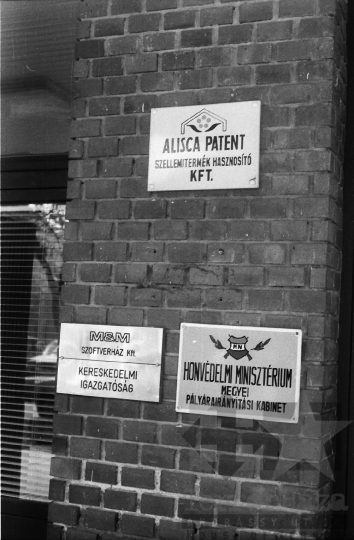 ALISCA PATENT
SZELLEMITERMÉK HASZNOSÍTÓ
KFT.
M&M
SZOFTVERHÁZ Kft.
KERESKEDELMI
IGAZGATÓSÁG
HONVÉDELMI MINISZTÉRIUM
MEGYEI
PÁLYAIRÁNYÍTÁSI KABINET